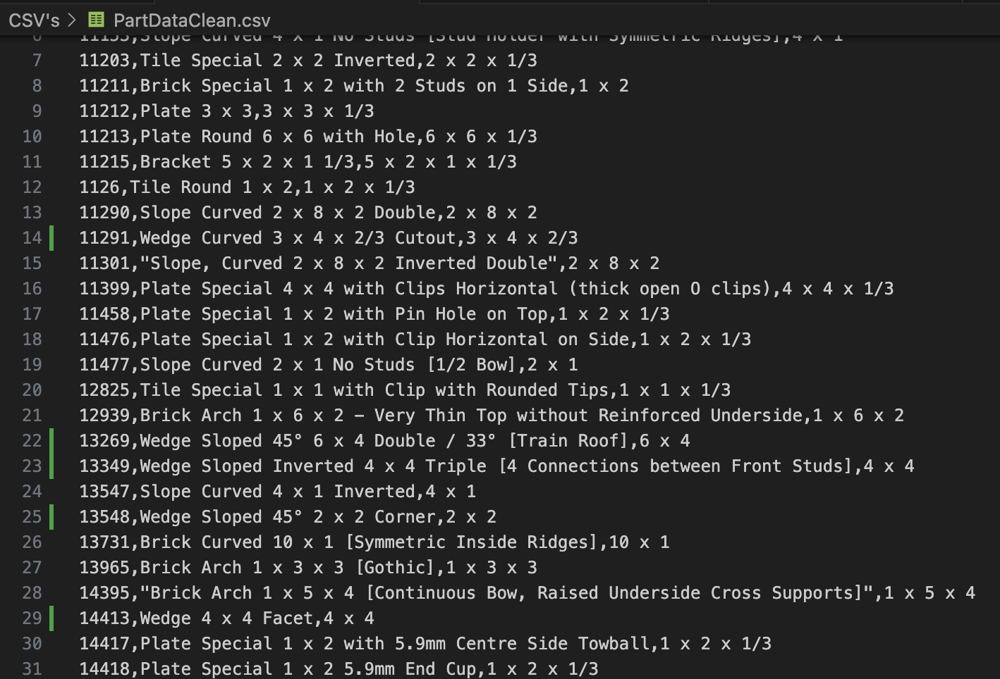 CSV's > PartDataClean.csv
6 11153,Slope Curved 4 x 1 No Studs [Stud Holder with Symmetric Ridges],4 x 1
7 11203,Tile Special 2 x 2 Inverted,2 x 2 x 1/3
8 11211,Brick Special 1 x 2 with 2 Studs on 1 Side,1 x 2
9 11212,Plate 3 x 3,3 x 3 x 1/3
10 11213,Plate Round 6 x 6 with Hole,6 x 6 x 1/3
11 11215,Bracket 5 x 2 x 1 1/3,5 x 2 x 1 x 1/3
12 1126,Tile Round 1 x 2,1 x 2 x 1/3
13 11290,Slope Curved 2 x 8 x 2 Double,2 x 8 x 2
14 11291,Wedge Curved 3 x 4 x 2/3 Cutout,3 x 4 x 2/3
15 11301,"Slope, Curved 2 x 8 x 2 Inverted Double",2 x 8 x 2
16 11399,Plate Special 4 x 4 with Clips Horizontal (thick open O clips),4 x 4 x 1/3
17 11458,Plate Special 1 x 2 with Pin Hole on Top,1 x 2 x 1/3
18 11476,Plate Special 1 x 2 with Clip Horizontal on Side,1 x 2 x 1/3
19 11477,Slope Curved 2 x 1 No Studs [1/2 Bow],2 x 1
20 12825,Tile Special 1 x 1 with Clip with Rounded Tips,1 x 1 x 1/3
21 12939,Brick Arch 1 x 6 x 2 – Very Thin Top without Reinforced Underside,1 x 6 x 2
22 13269,Wedge Sloped 45° 6 x 4 Double / 33° [Train Roof],6 x 4
23 13349,Wedge Sloped Inverted 4 x 4 Triple [4 Connections between Front Studs],4 x 4
24 13547,Slope Curved 4 x 1 Inverted,4 x 1
25 13548,Wedge Sloped 45° 2 x 2 Corner,2 x 2
26 13731,Brick Curved 10 x 1 [Symmetric Inside Ridges],10 x 1
27 13965,Brick Arch 1 x 3 x 3 [Gothic],1 x 3 x 3
28 14395,"Brick Arch 1 x 5 x 4 [Continuous Bow, Raised Underside Cross Supports]",1 x 5 x 4
29 14413,Wedge 4 x 4 Facet,4 x 4
30 14417,Plate Special 1 x 2 with 5.9mm Centre Side Towball,1 x 2 x 1/3
31 14418,Plate Special 1 x 2 5.9mm End Cup,1 x 2 x 1/3